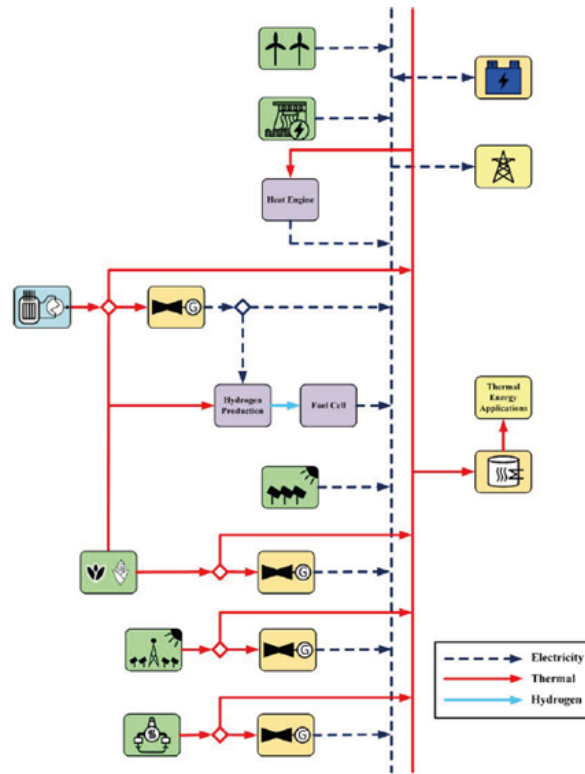 Heat Engine
G
Hydrogen
Production
Fuel Cell
Thermal
Energy
Applications
G
G
G
Electricity
Thermal
Hydrogen